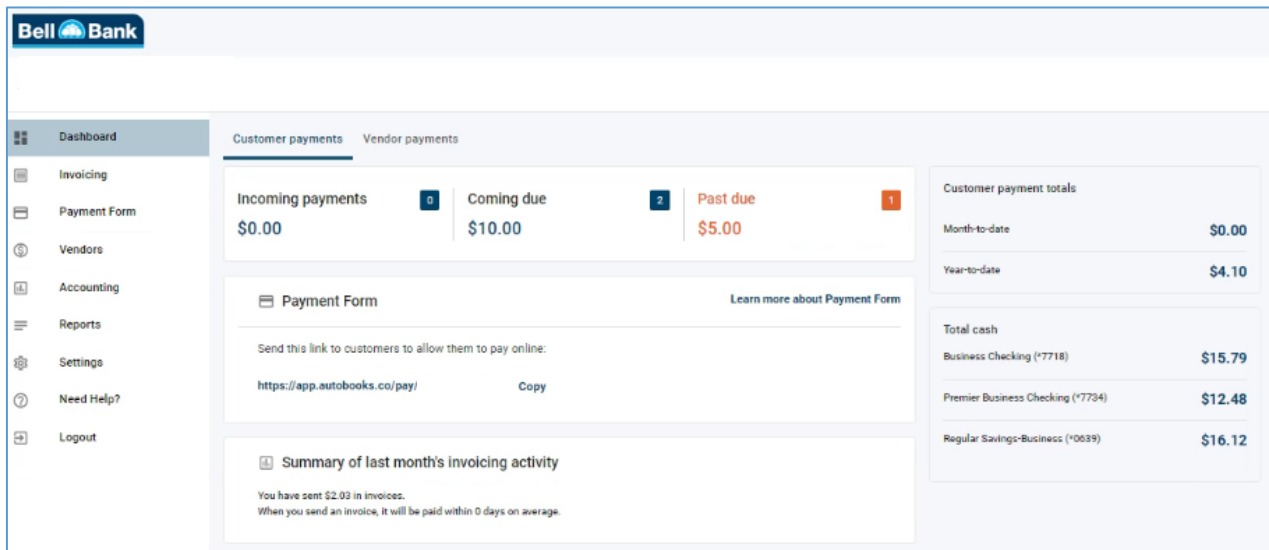 Bell Bank
Dashboard
Invoicing
Payment Form
Vendors
Accounting
Reports
Settings
Need Help?
Logout
Customer payments Vendor payments
Incoming payments 0 Coming due 2 Past due 1
$0.00 $10.00 $5.00
Payment Form Learn more about Payment Form
Send this link to customers to allow them to pay online:
https://app.autobooks.co/pay/ Copy
Summary of last month's invoicing activity
You have sent $2.03 in invoices.
When you send an invoice, it will be paid within 0 days on average.
Customer payment totals
Month-to-date $0.00
Year-to-date $4.10
Total cash
Business Checking (*7718) $15.79
Premier Business Checking (*7734) $12.48
Regular Savings-Business (*0639) $16.12